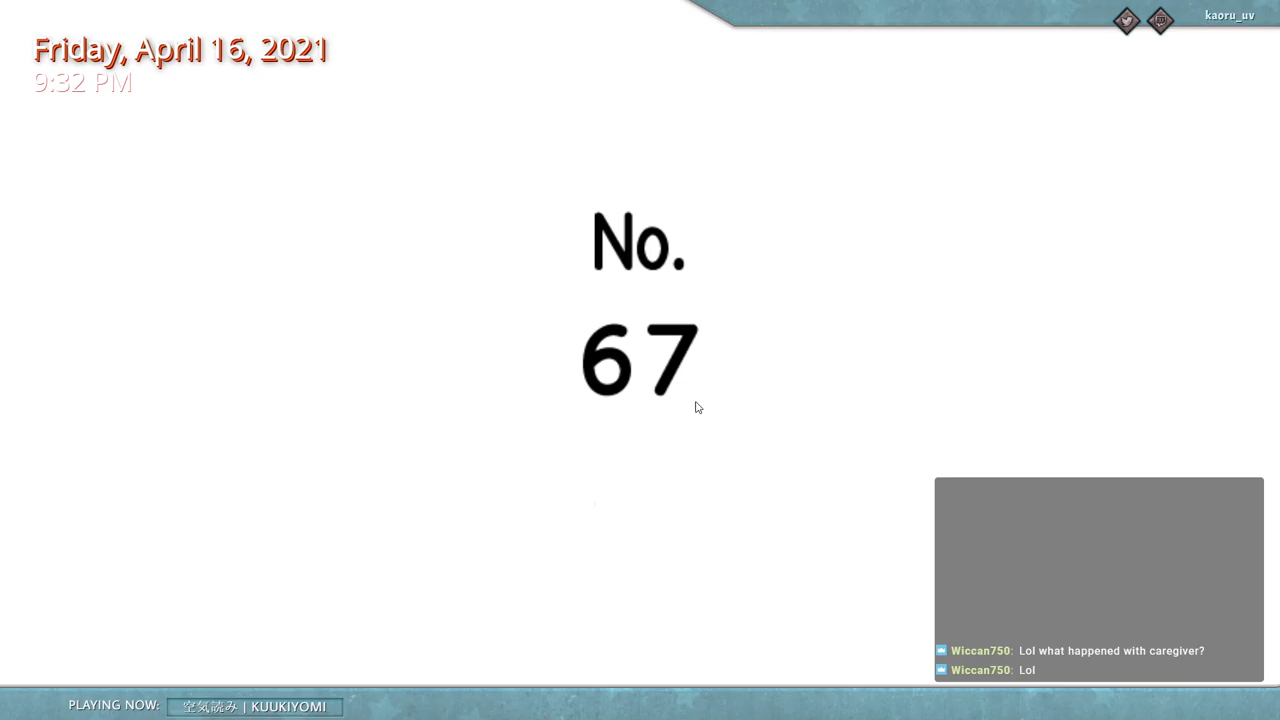 Friday, April 16, 2021
9:32 PM
kaoru_uv
No.
67
Wiccan750: Lol what happened with caregiver?
Wiccan750: Lol
PLAYING NOW: 空気読み | KUUKIYOMI